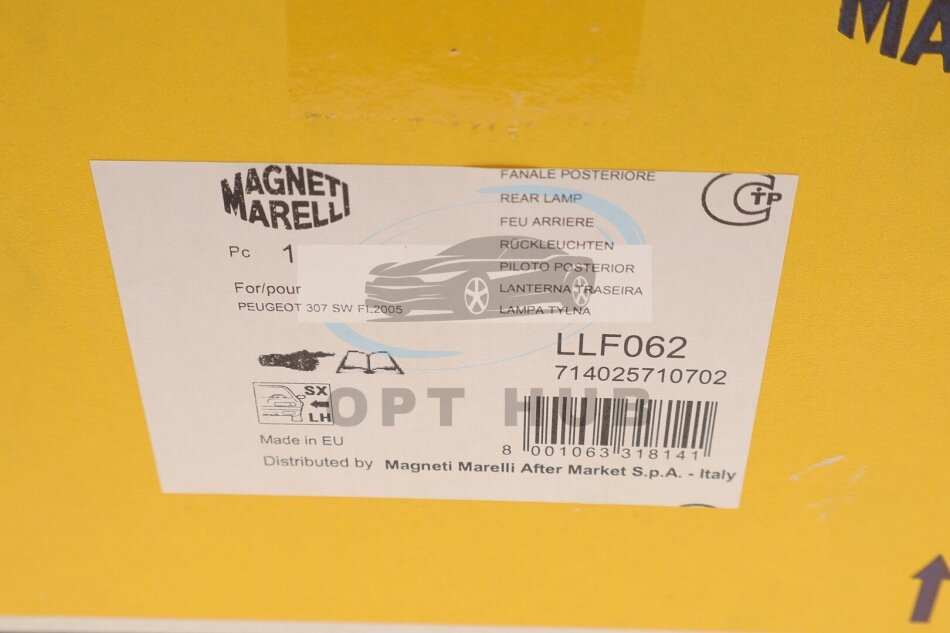 MA
MAGNETI
MARELLI
Pc 1
For/pour
PEUGEOT 307 SW FI.2005
FANALE POSTERIORE
REAR LAMP
FEU ARRIERE
RÜCKLEUCHTEN
PILOTO POSTERIOR
LANTERNA TRASEIRA
LAMPA TYLNA
LLF062
714025710702
SX
LH
OPT HUB
8 001063 318141
Made in EU
Distributed by Magneti Marelli After Market S.p.A. - Italy